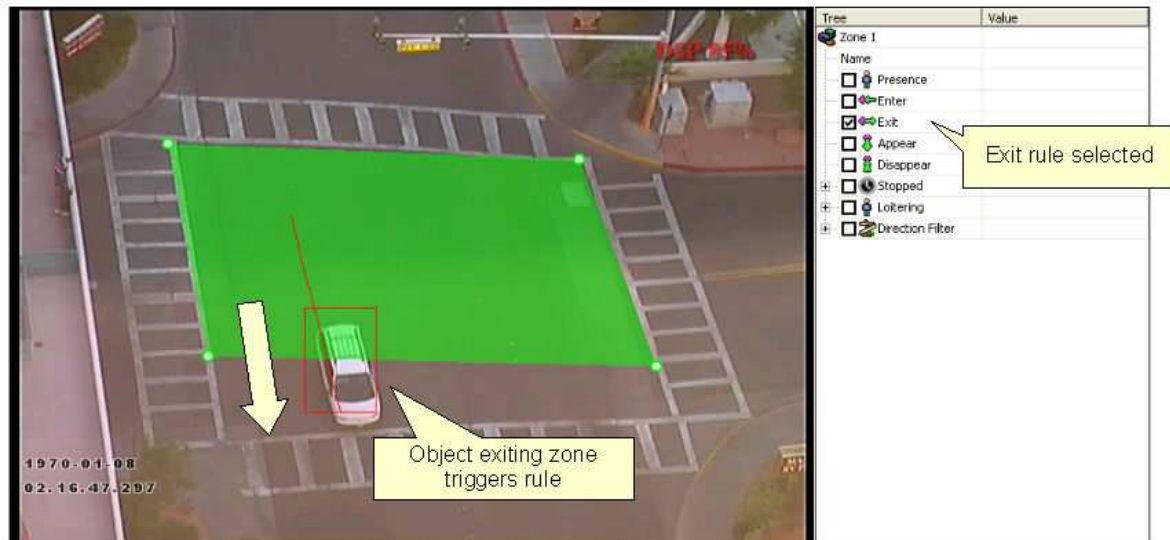 Tree Value
Zone 1
Name
Presence
Enter
Exit
Appear
Disappear
Stopped
Loitering
Direction Filter
Exit rule selected
Object exiting zone
triggers rule
1970-01-08
02.16.47.297